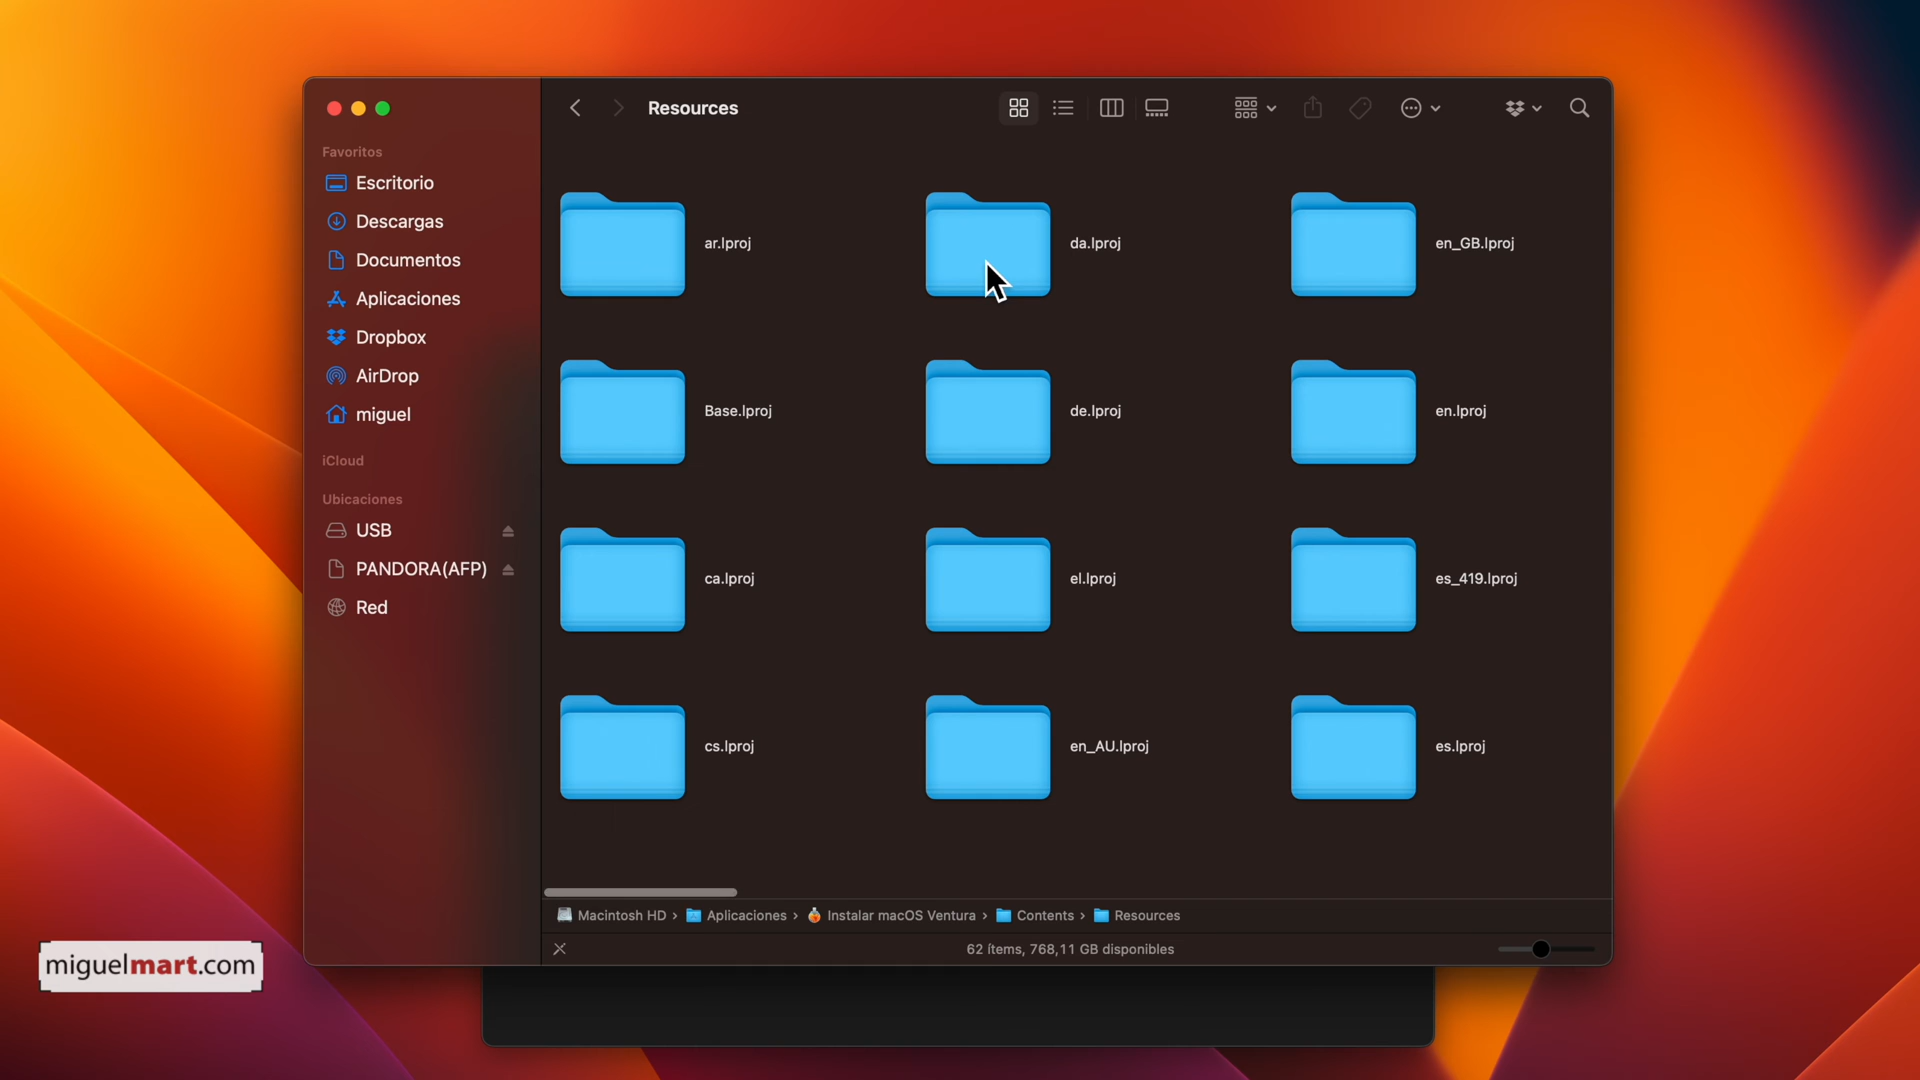 Resources
Favoritos
Escritorio
Descargas
Documentos
Aplicaciones
Dropbox
AirDrop
miguel
iCloud
Ubicaciones
USB
PANDORA(AFP)
Red
ar.lproj
da.lproj
en_GB.lproj
Base.lproj
de.lproj
en.lproj
ca.lproj
el.lproj
es_419.lproj
cs.lproj
en_AU.lproj
es.lproj
Macintosh HD › Aplicaciones › Instalar macOS Ventura › Contents › Resources
62 ítems, 768,11 GB disponibles
miguelmart.com